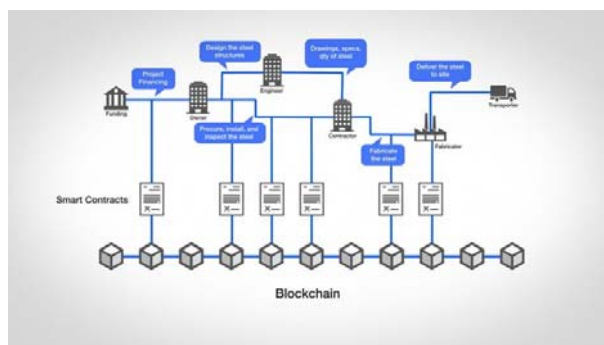 Design the steel
structures
Drawings, specs,
qty of steel
Project
Financing
Engineer
Deliver the steel
to site
Funding
Owner
Transporter
Procure, install, and
inspect the steel
Contractor
Fabricator
Fabricate
the steel
Smart Contracts
Blockchain